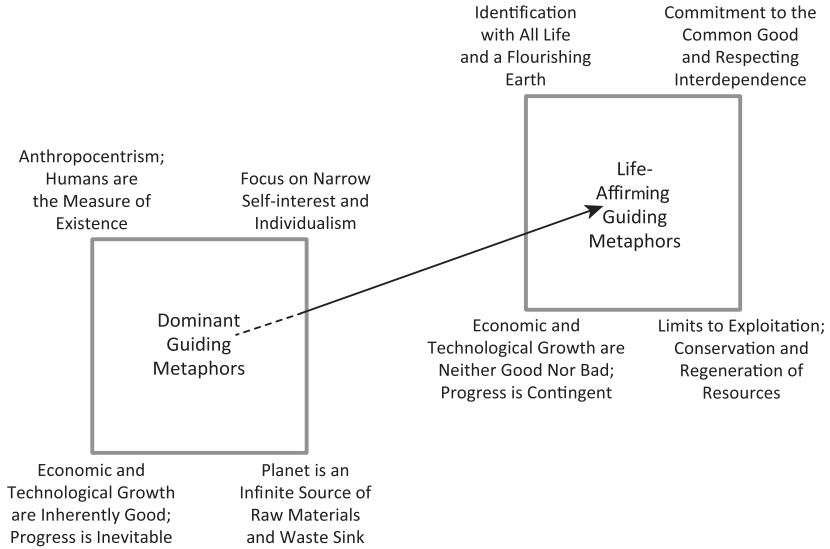 Identification
with All Life
and a Flourishing
Earth
Commitment to the
Common Good
and Respecting
Interdependence
Life-
Affirming
Guiding
Metaphors
Economic and
Technological Growth are
Neither Good Nor Bad;
Progress is Contingent
Limits to Exploitation;
Conservation and
Regeneration of
Resources
Anthropocentrism;
Humans are
the Measure of
Existence
Focus on Narrow
Self-interest and
Individualism
Dominant
Guiding
Metaphors
Economic and
Technological Growth
are Inherently Good;
Progress is Inevitable
Planet is an
Infinite Source of
Raw Materials
and Waste Sink